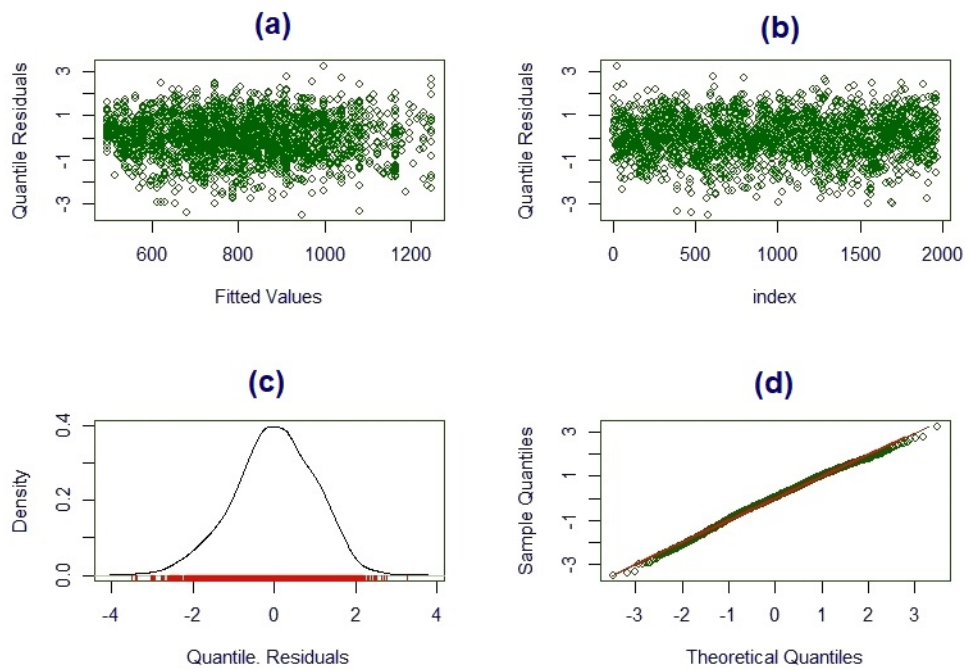 (a)
Quantile Residuals
3
1
-1
-3
600 800 1000 1200
Fitted Values
(b)
Quantile Residuals
3
1
-1
-3
0 500 1000 1500 2000
index
(c)
Density
0.4
0.2
0.0
-4 -2 0 2 4
Quantile. Residuals
(d)
Sample Quantiles
3
1
-1
-3
-3 -2 -1 0 1 2 3
Theoretical Quantiles